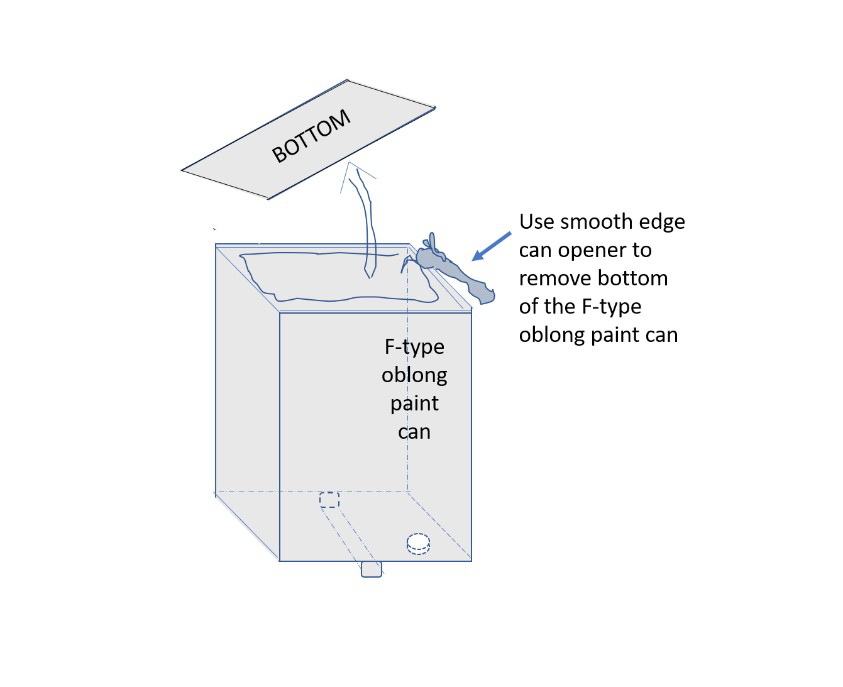 BOTTOM
Use smooth edge
can opener to
remove bottom
of the F-type
oblong paint can
F-type
oblong
paint
can